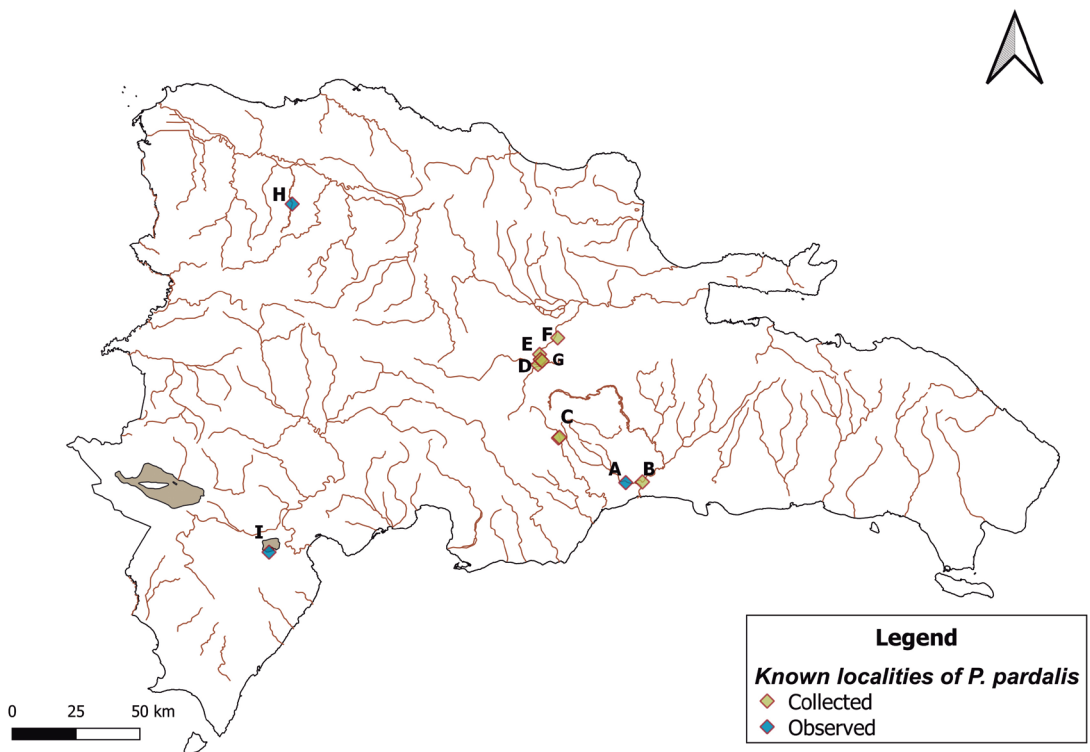 H
F
E
G
D
C
A
B
I
Legend
Known localities of P. pardalis
Collected
Observed
0 25 50 km